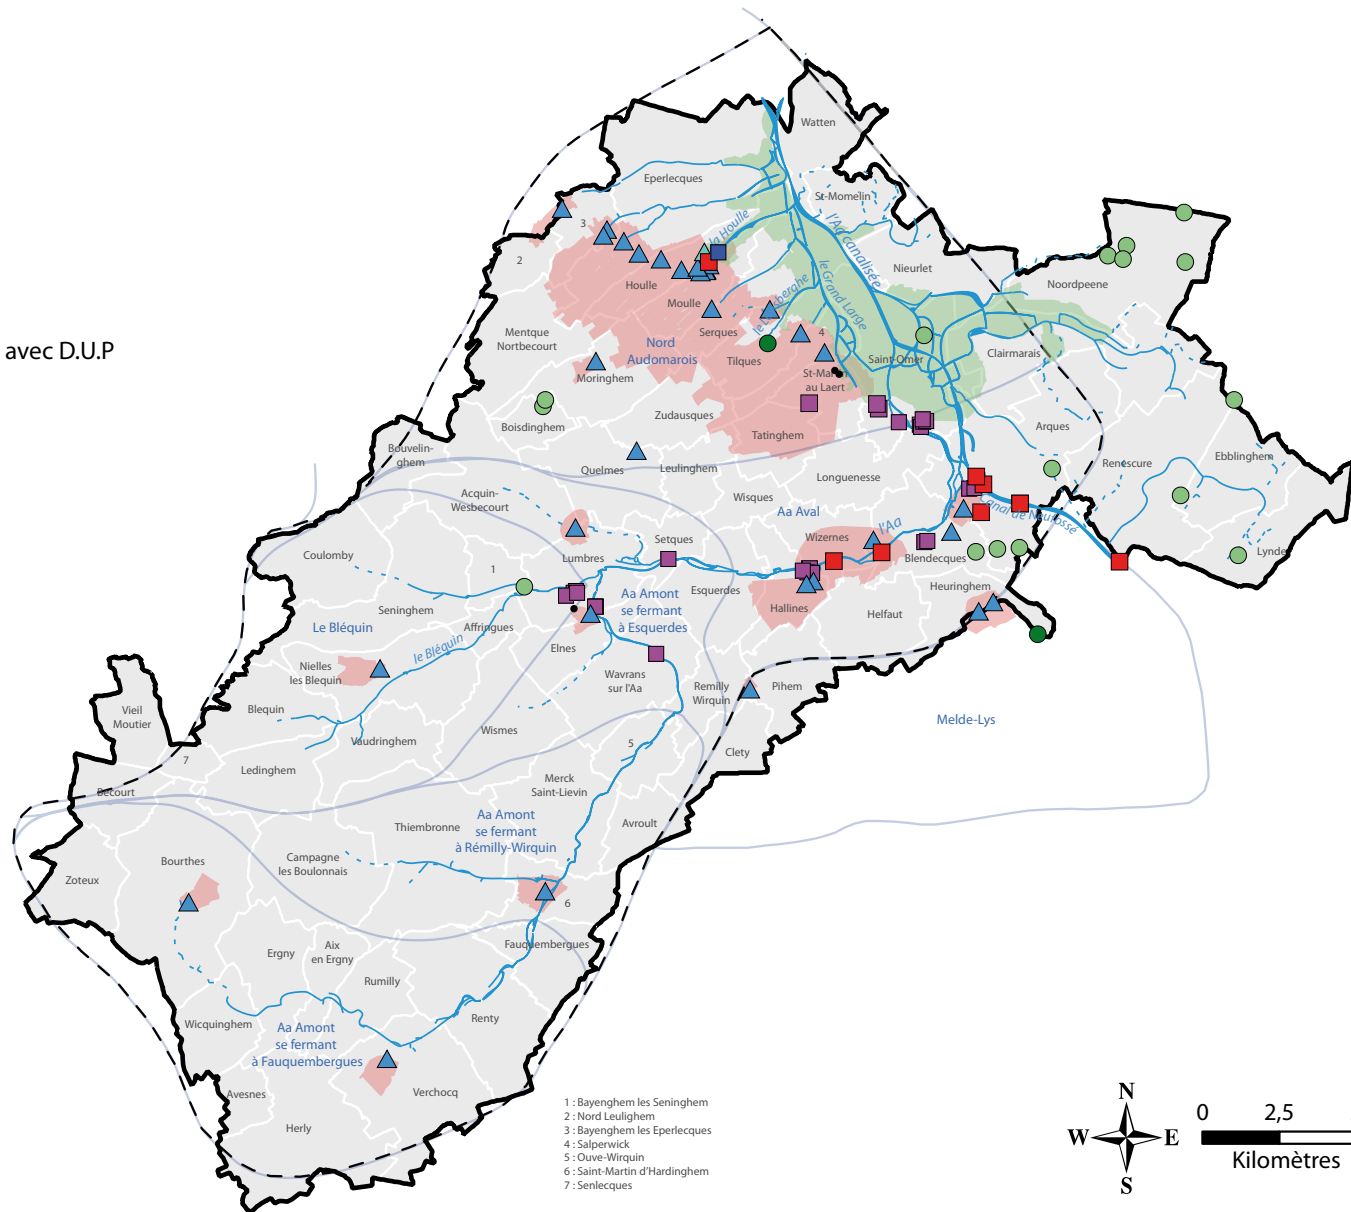 Watten
Eperlecques
St-Momelin
la Houlle
l'Aa canalisée
3
2
Nieurlet
Noordpeene
le Grand Large
Houlle
Moulle
Serques
4
avec D.U.P
Mentque
Nortbecourt
Nord
Audomarois
Tilques
Saint-Omer
Clairmarais
Moringhem
St-Martin
au Laert
Boisdinghem
Zudausques
Tatinghem
Arques
Bouvelin-
ghem
Quelmes
Leulinghem
Longuenesse
Renescure
Ebblinghem
Acquin-
Wesbecourt
Wisques
Aa Aval
Canal de Neufossé
l'Aa
Coulomby
Lumbres
Setques
Wizernes
Blendecques
Lynde
1
Esquerdes
Heuringhem
Seninghem
Aa Amont
se fermant
à Esquerdes
Hallines
Helfaut
Le Bléquin
Affringues
le Bléquin
Elnes
Nielles
les Blequin
Wavrans
sur l'Aa
Remilly
Wirquin
Pihem
Vieil
Moutier
Blequin
Melde-Lys
Vaudringhem
Wismes
5
Clety
7
Ledinghem
Becourt
Merck
Saint-Lievin
Aa Amont
se fermant
à Rémilly-Wirquin
Thiembronne
Avroult
Bourthes
Campagne
les Boulonnais
Zoteux
6
Fauquembergues
Ergny
Aix
en Ergny
Rumilly
Wicquinghem
Renty
Aa Amont
se fermant
à Fauquembergues
Avesnes
Verchocq
Herly
1 : Bayenghem les Seninghem
2 : Nord Leulighem
3 : Bayenghem les Eperlecques
4 : Salperwick
5 : Ouve-Wirquin
6 : Saint-Martin d'Hardinghem
7 : Senlecques
N
W E
S
0 2,5
Kilomètres